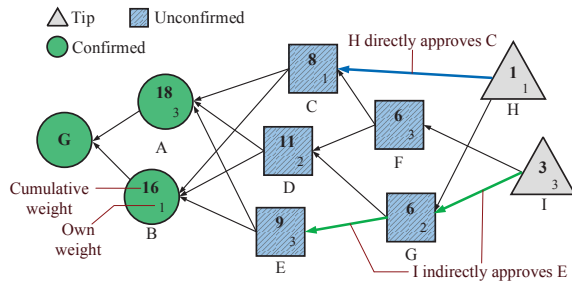 Tip
Unconfirmed
Confirmed
H directly approves C
8
1
C
1
1
H
18
3
A
6
3
F
G
11
2
D
3
3
I
Cumulative
weight
16
1
B
Own
weight
9
3
E
6
2
G
I indirectly approves E